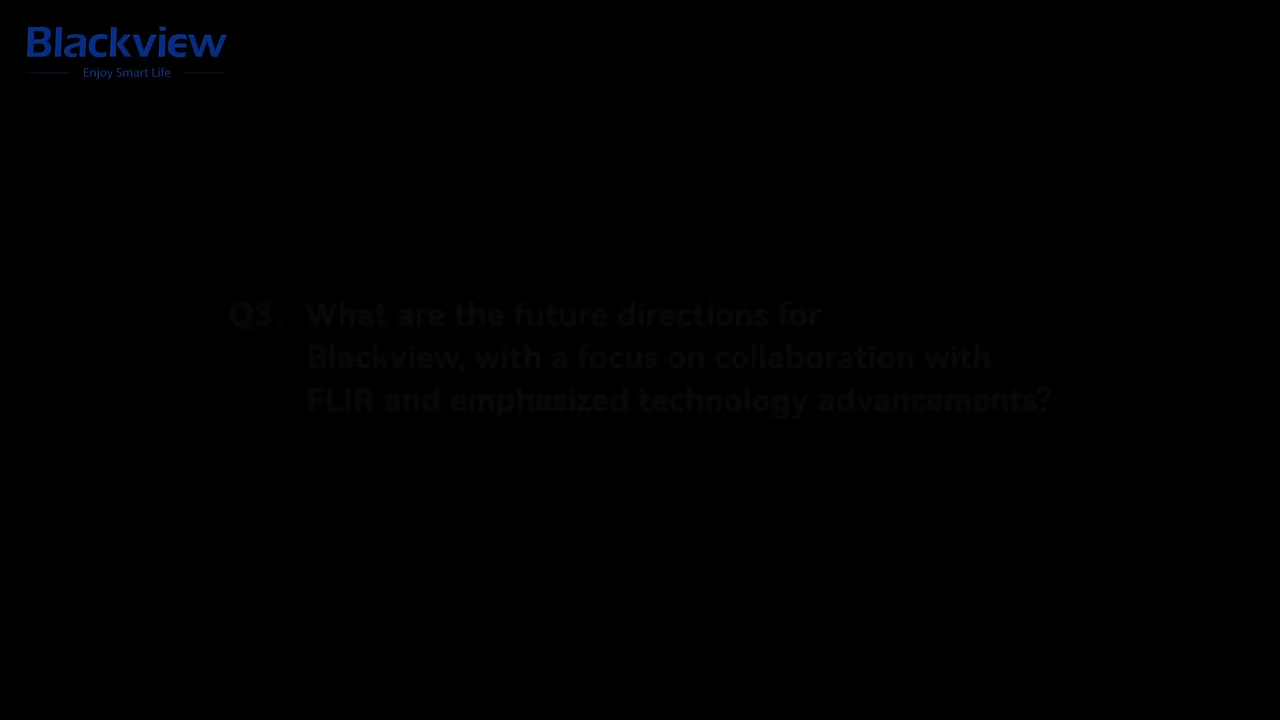 Blackview
Enjoy Smart Life
Q3: What are the future directions for
Blackview, with a focus on collaboration with
FLIR and emphasized technology advancements?